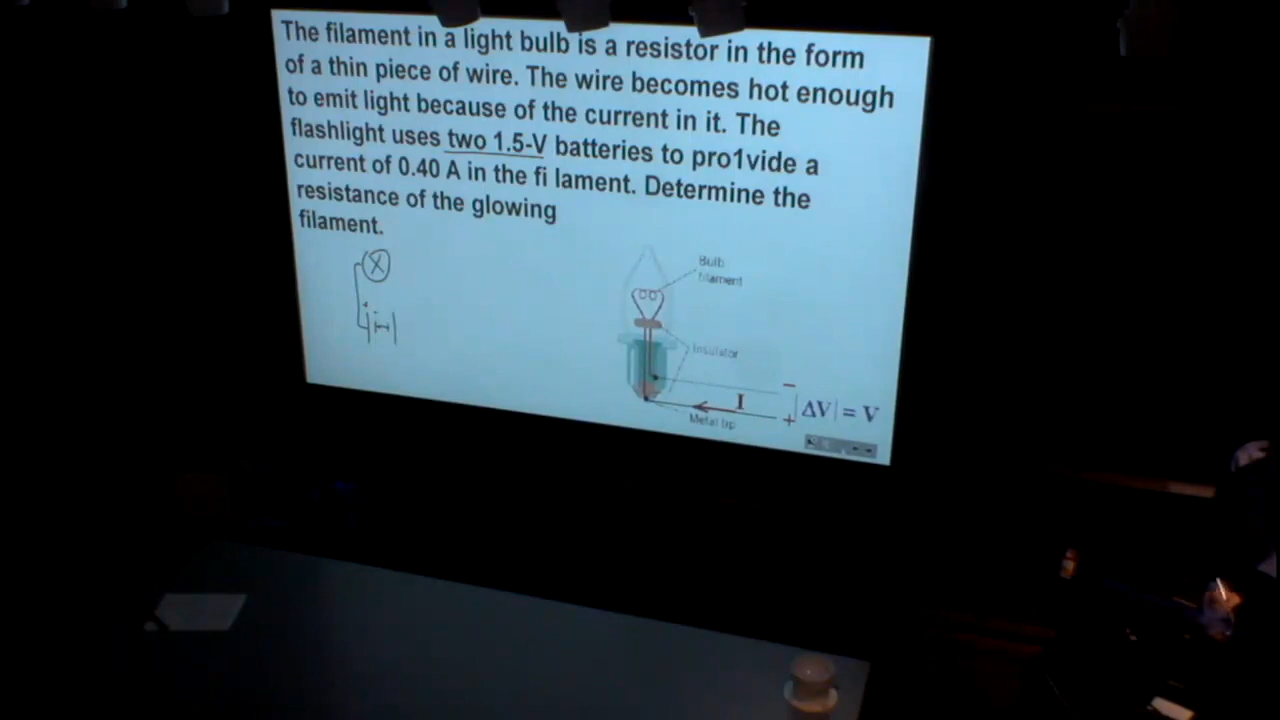 The filament in a light bulb is a resistor in the form
of a thin piece of wire. The wire becomes hot enough
to emit light because of the current in it. The
flashlight uses two 1.5-V batteries to pro1vide a
current of 0.40 A in the fi lament. Determine the
resistance of the glowing
filament.
Bulb
filament
Insulator
−
I
|ΔV| = V
+
Metal tip